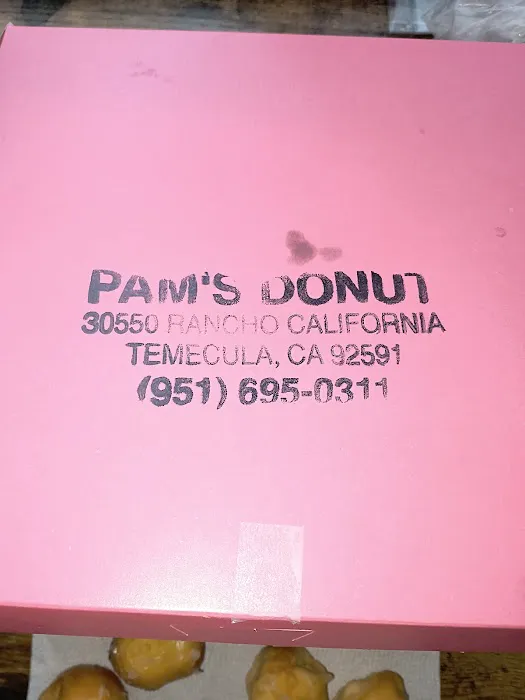 PAM'S DONUT
30550 RANCHO CALIFORNIA
TEMECULA, CA 92591
(951) 695-0311